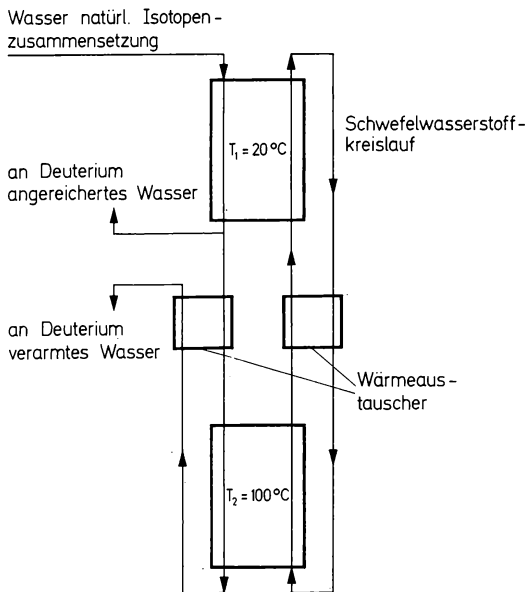 Wasser natürl. Isotopen-
zusammensetzung
Schwefelwasserstoff-
kreislauf
T₁ = 20°C
an Deuterium
angereichertes Wasser
an Deuterium
verarmtes Wasser
Wärmeaus-
tauscher
T₂ = 100°C